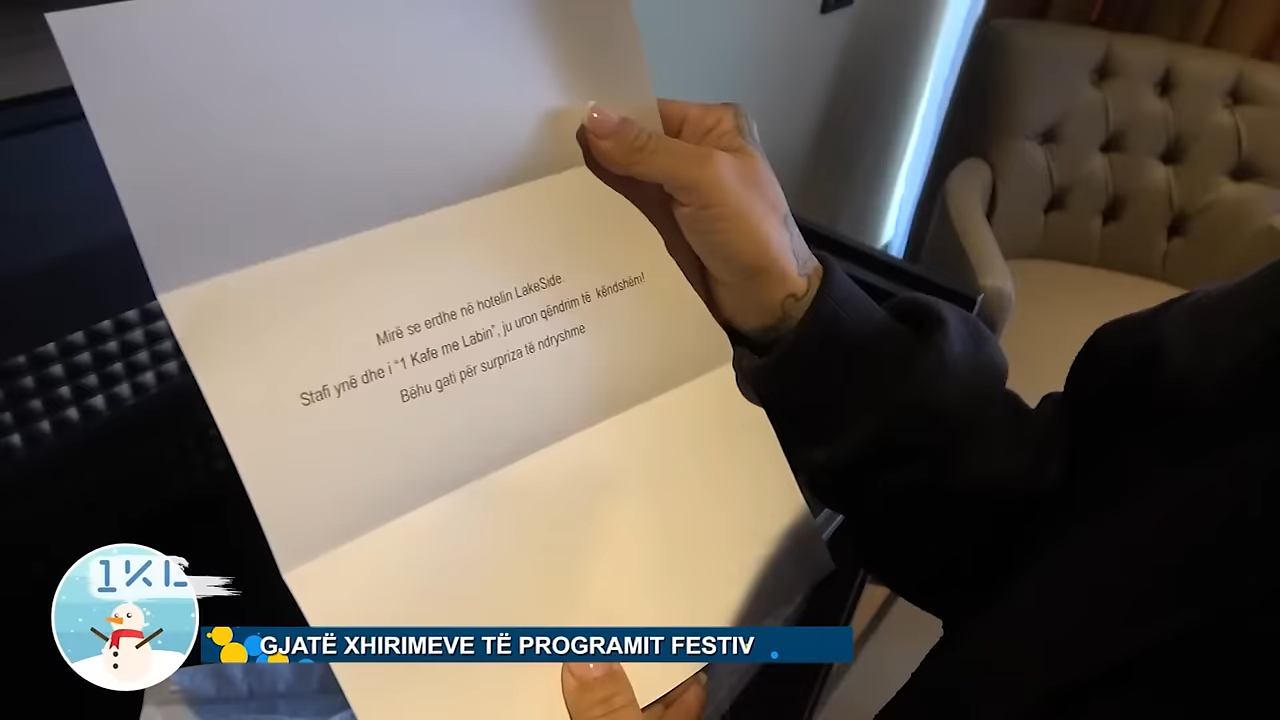 Mirë se erdhe në hotelin LakeSide.
Stafi ynë dhe i "1 Kafe me Labin", ju uron qëndrim të këndshëm!
Bëhu gati për surpriza të ndryshme
1KL
GJATË XHIRIMEVE TË PROGRAMIT FESTIV